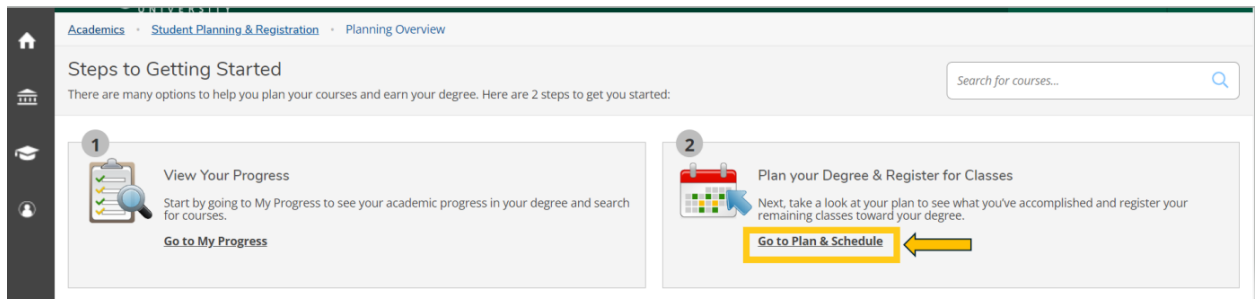 UNIVERSITY
Academics · Student Planning & Registration · Planning Overview
Steps to Getting Started
There are many options to help you plan your courses and earn your degree. Here are 2 steps to get you started:
Search for courses...
1
View Your Progress
Start by going to My Progress to see your academic progress in your degree and search
for courses.
Go to My Progress
2
Plan your Degree & Register for Classes
Next, take a look at your plan to see what you've accomplished and register your
remaining classes toward your degree.
Go to Plan & Schedule